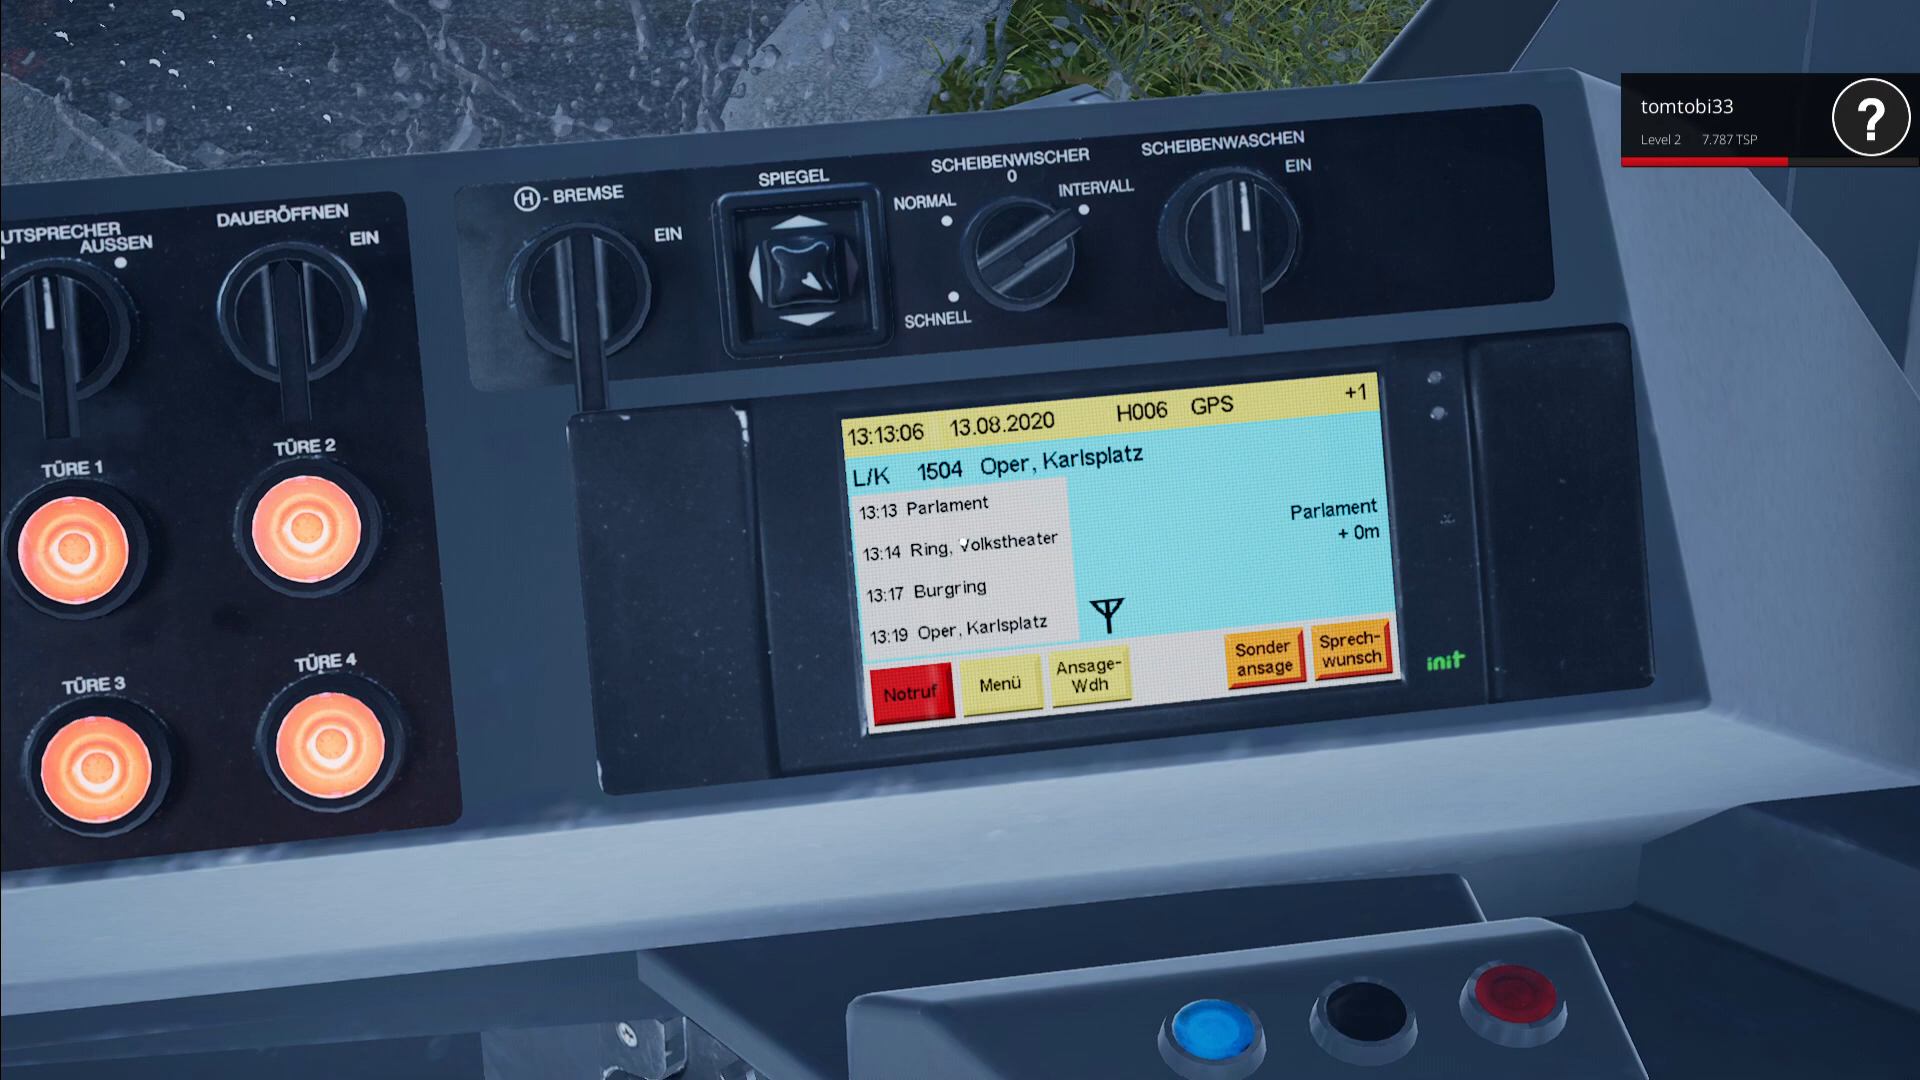 tomtobi33
Level 2 7.787 TSP
?
UTSPRECHER
AUSSEN
DAUERÖFFNEN
EIN
H - BREMSE
EIN
SPIEGEL
SCHEIBENWISCHER
0
NORMAL
INTERVALL
SCHNELL
SCHEIBENWASCHEN
EIN
TÜRE 1
TÜRE 2
TÜRE 3
TÜRE 4
13:13:06 13.08.2020 H006 GPS +1
L/K 1504 Oper, Karlsplatz
13:13 Parlament
13:14 Ring, Volkstheater
13:17 Burgring
13:19 Oper, Karlsplatz
Parlament
+ 0m
Notruf
Menü
Ansage-
Wdh
Sonder
ansage
Sprech-
wunsch
init